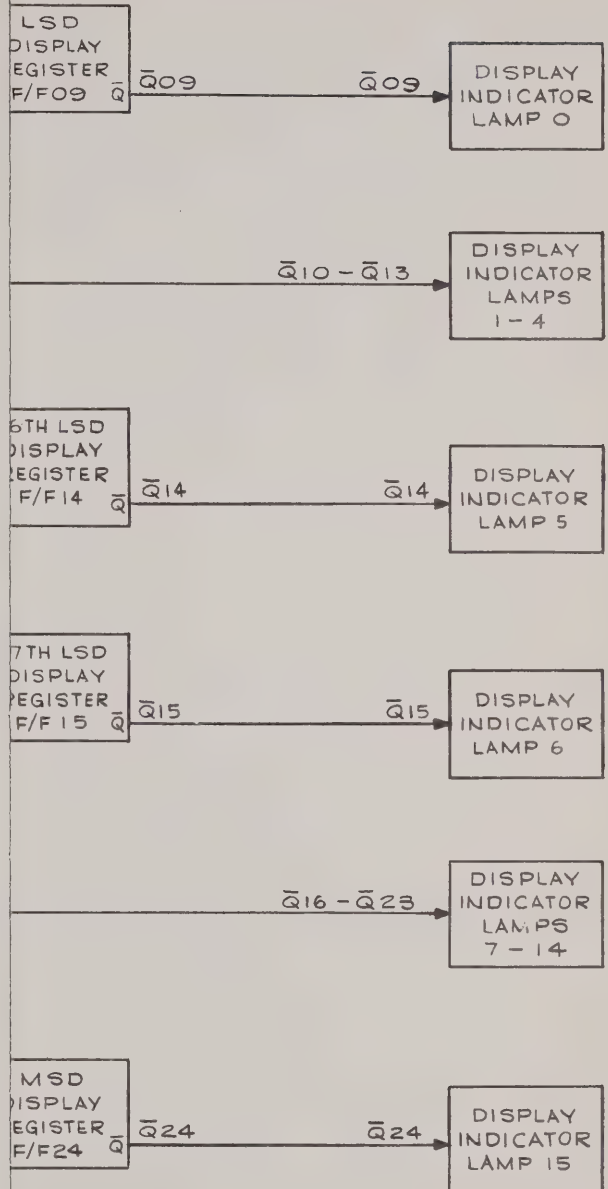 LSD
DISPLAY
EGISTER
F/F09 Q̅
Q̅09 Q̅09
DISPLAY
INDICATOR
LAMP 0
Q̅10 - Q̅13
DISPLAY
INDICATOR
LAMPS
1 - 4
6TH LSD
DISPLAY
REGISTER
F/F14 Q̅
Q̅14 Q̅14
DISPLAY
INDICATOR
LAMP 5
7TH LSD
DISPLAY
REGISTER
F/F15 Q̅
Q̅15 Q̅15
DISPLAY
INDICATOR
LAMP 6
Q̅16 - Q̅23
DISPLAY
INDICATOR
LAMPS
7 - 14
MSD
DISPLAY
EGISTER
F/F24 Q̅
Q̅24 Q̅24
DISPLAY
INDICATOR
LAMP 15